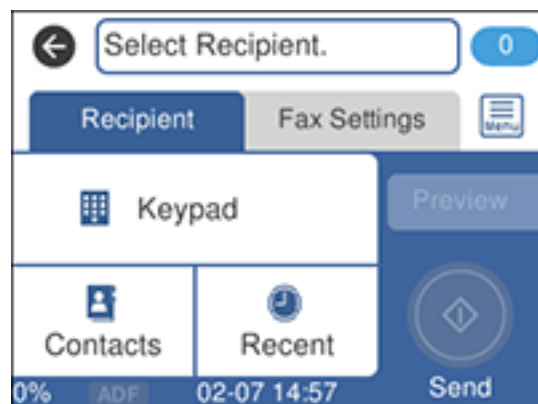 Select Recipient.
0
Recipient
Fax Settings
Menu
Keypad
Preview
Contacts
Recent
Send
0%
ADF
02-07 14:57